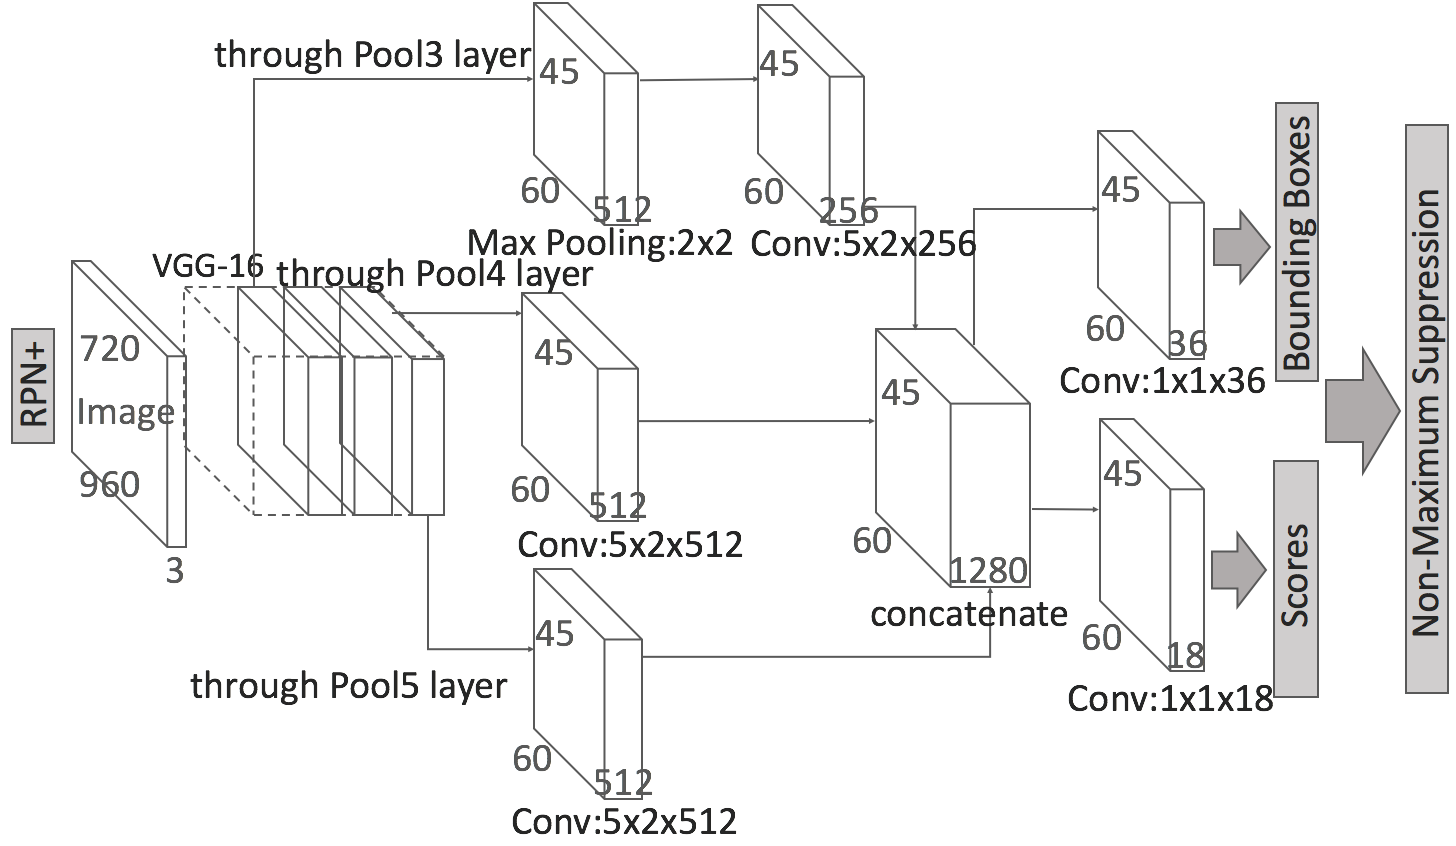 RPN+
720
Image
960
3
VGG-16
through Pool3 layer
45
60
512
Max Pooling:2x2
45
60
256
Conv:5x2x256
through Pool4 layer
45
60
512
Conv:5x2x512
through Pool5 layer
45
60
512
Conv:5x2x512
45
60
1280
concatenate
45
60
36
Conv:1x1x36
45
60
18
Conv:1x1x18
Bounding Boxes
Scores
Non-Maximum Suppression